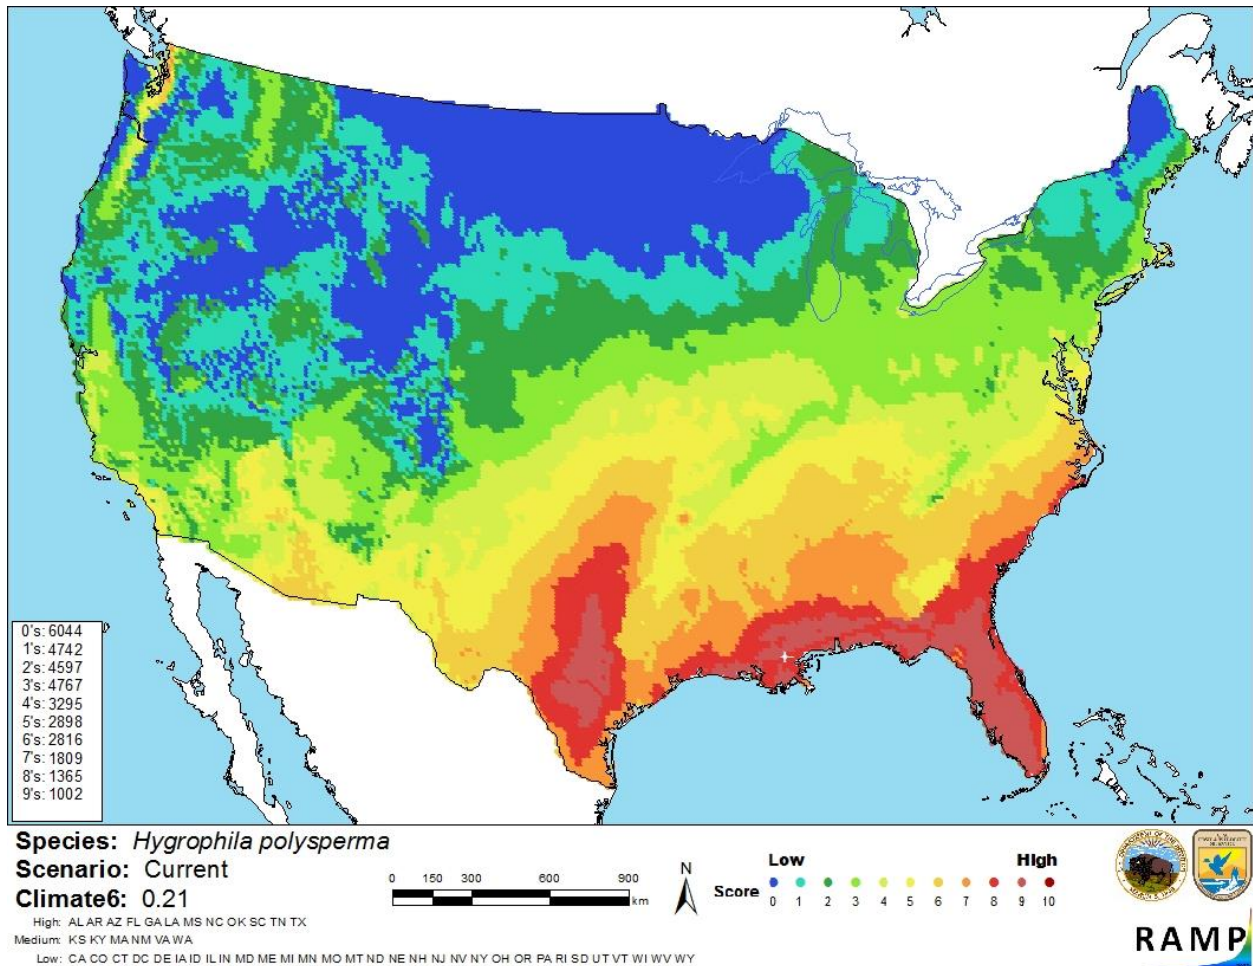 0's: 6044
1's: 4742
2's: 4597
3's: 4767
4's: 3295
5's: 2898
6's: 2816
7's: 1809
8's: 1365
9's: 1002
Species: Hygrophila polysperma
Scenario: Current
Climate6: 0.21
High: AL AR AZ FL GA LA MS NC OK SC TN TX
Medium: KS KY MA NM VA WA
Low: CA CO CT DC DE IA ID IL IN MD ME MI MN MO MT ND NE NH NJ NV NY OH OR PA RI SD UT VT WI WV WY
0 150 300 600 900
km
N
Low High
Score 0 1 2 3 4 5 6 7 8 9 10
RAMP